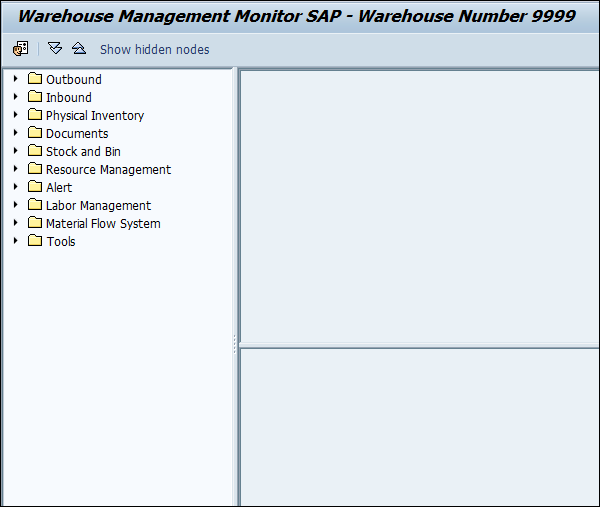 Warehouse Management Monitor SAP - Warehouse Number 9999
Show hidden nodes
Outbound
Inbound
Physical Inventory
Documents
Stock and Bin
Resource Management
Alert
Labor Management
Material Flow System
Tools